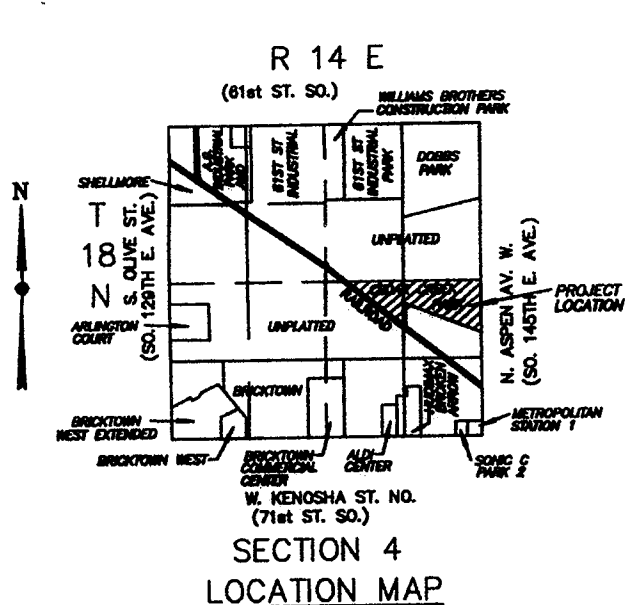 R 14 E
(61st ST. SO.)
WILLIAMS BROTHERS
CONSTRUCTION PARK
N
T
18
N
S. OLIVE ST.
(SO. 129TH E. AVE.)
SHELLMORE
INDUSTRIAL
PARK
61ST ST
INDUSTRIAL
61ST ST
INDUSTRIAL
PARK
DOBBS
PARK
UNPLATTED
RAILROAD
PROJECT
LOCATION
N. ASPEN AV. W.
(SO. 145TH E. AVE.)
ARLINGTON
COURT
UNPLATTED
BRICKTOWN
BROKEN
ARROW
BRICKTOWN
WEST EXTENDED
BRICKTOWN WEST
BRICKTOWN
COMMERCIAL
CENTER
ALDI
CENTER
METROPOLITAN
STATION 1
SONIC C
PARK 2
W. KENOSHA ST. NO.
(71st ST. SO.)
SECTION 4
LOCATION MAP